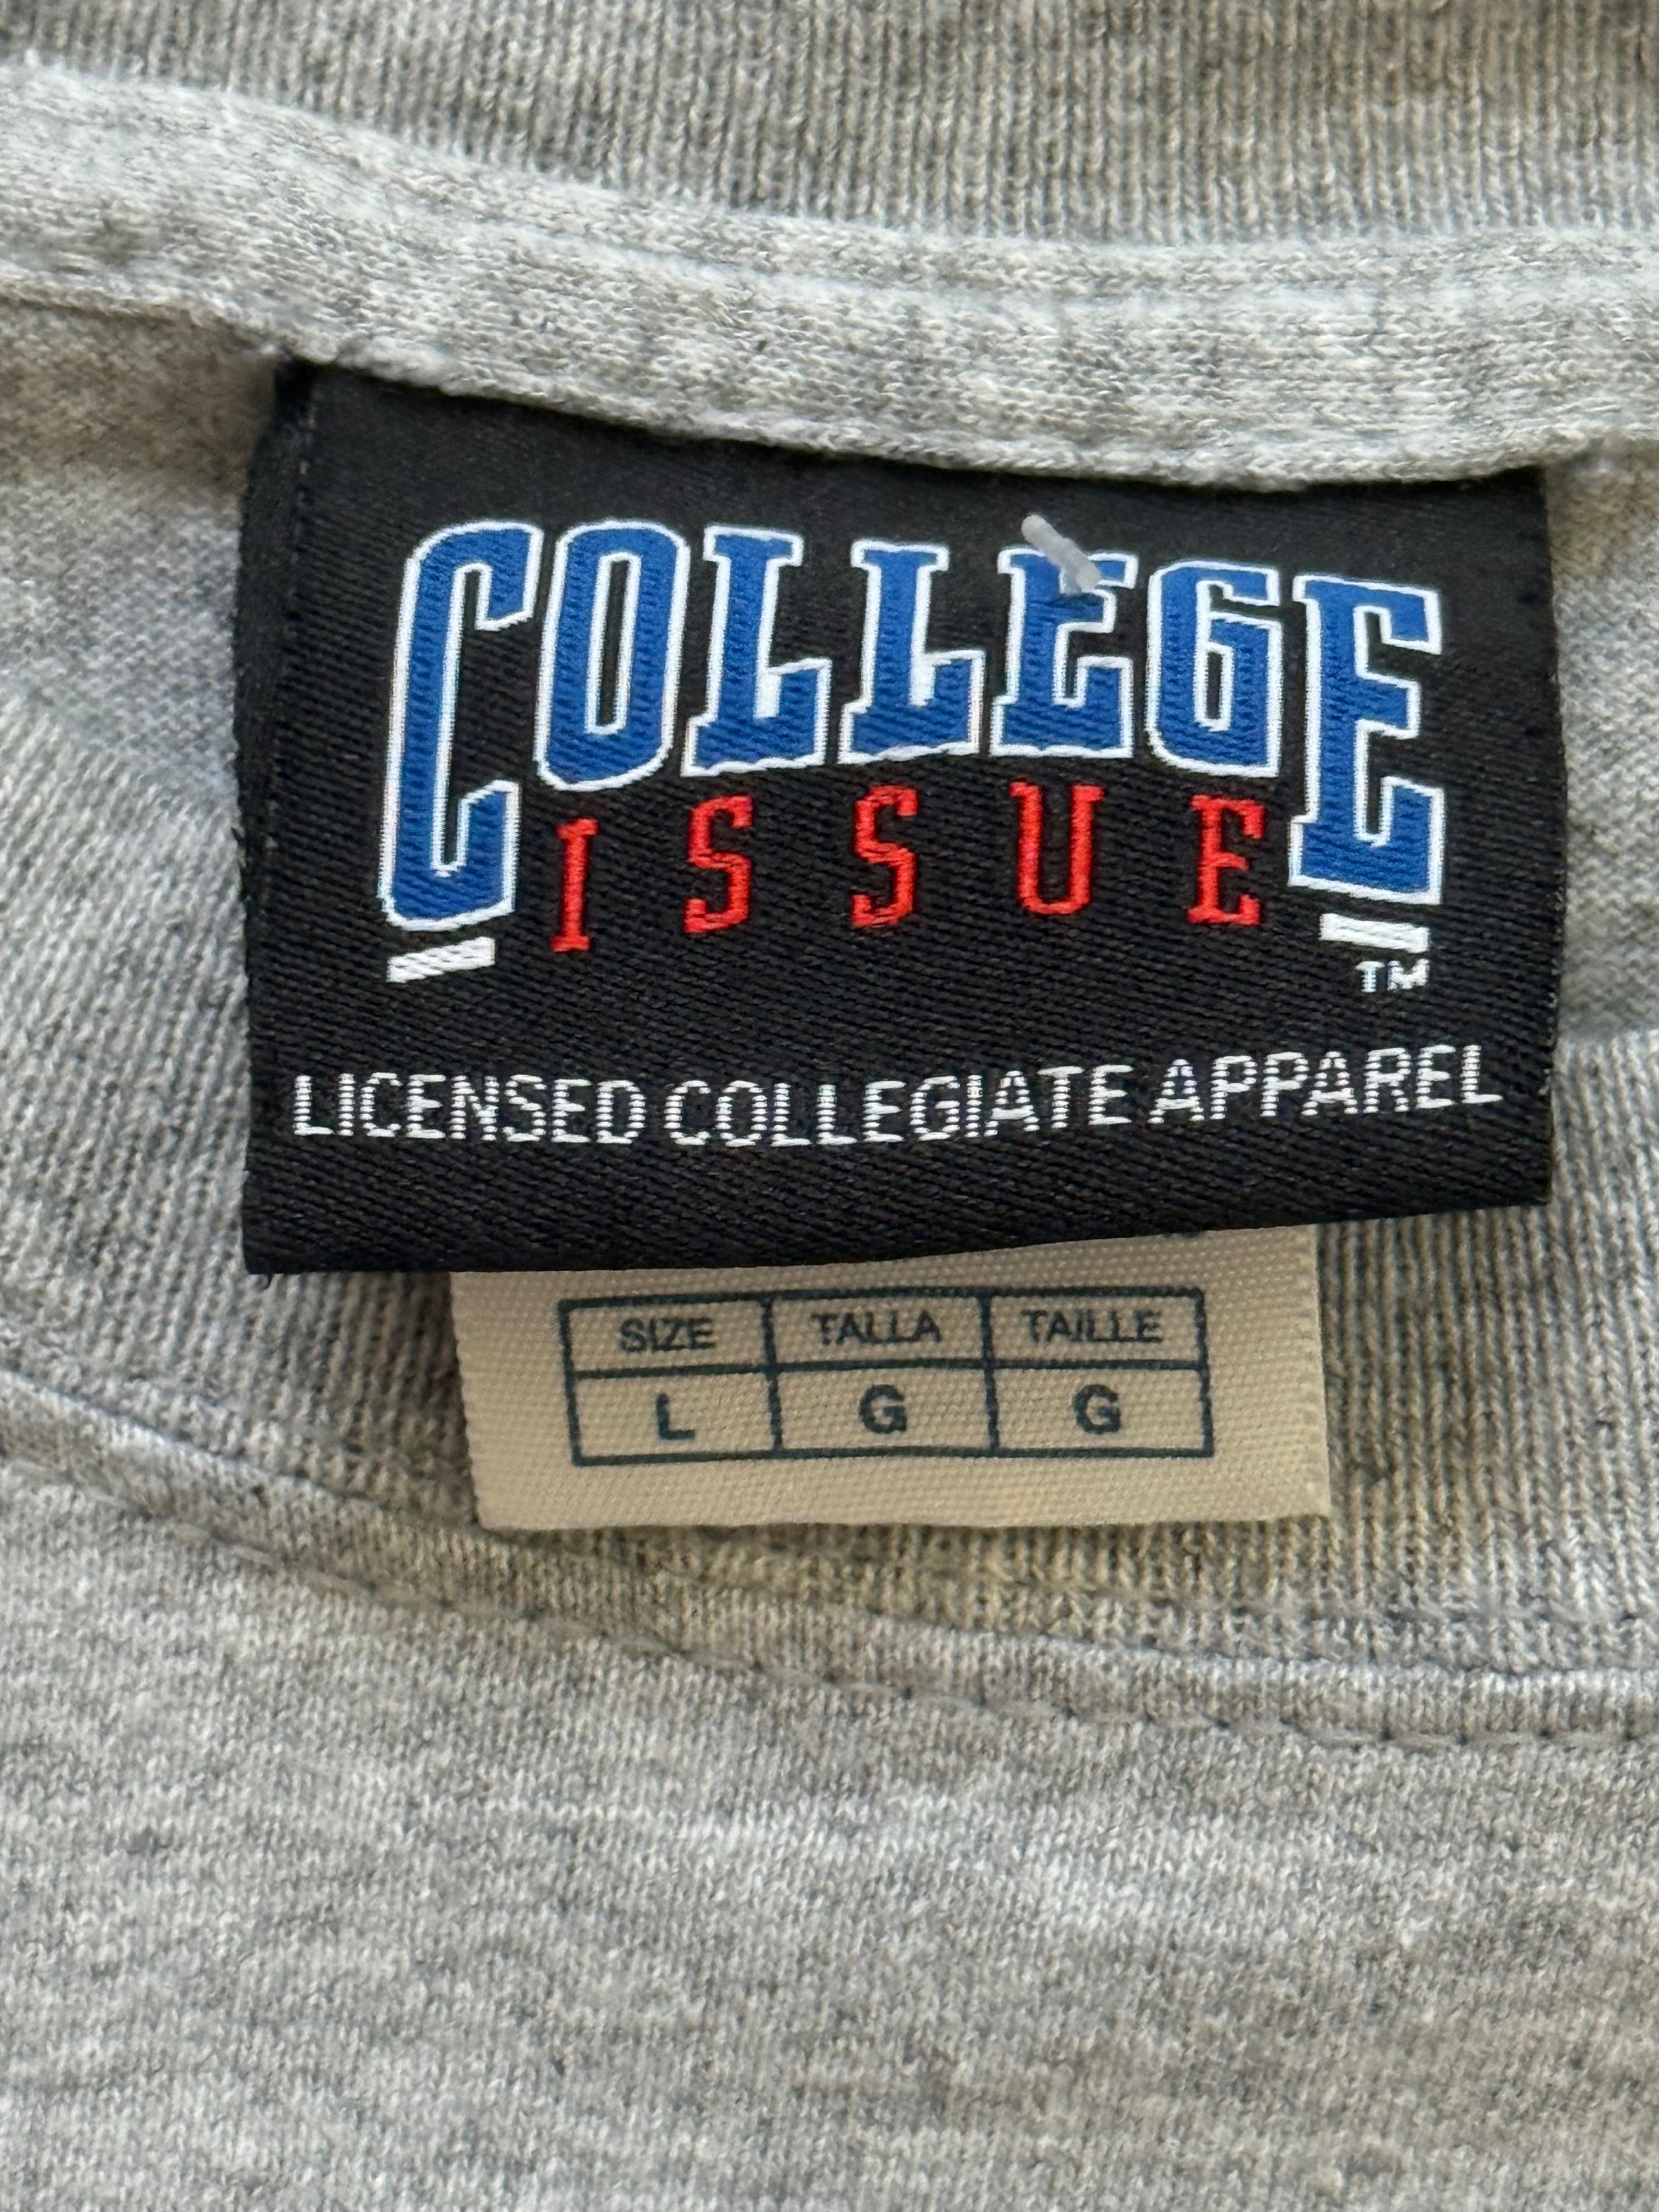 COLLEGE
ISSUE
TM
LICENSED COLLEGIATE APPAREL
SIZE TALLA TAILLE
L G G